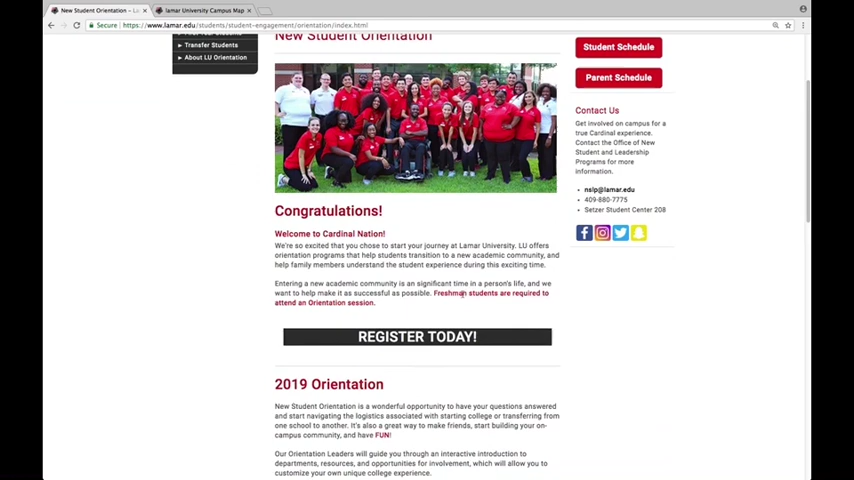 New Student Orientation – La
lamar University Campus Map
Secure
https://www.lamar.edu/students/student-engagement/orientation/index.html
Transfer Students
About LU Orientation
New Student Orientation
Student Schedule
Parent Schedule
Contact Us
Get involved on campus for a
true Cardinal experience.
Contact the Office of New
Student and Leadership
Programs for more
information.
nslp@lamar.edu
409-880-7775
Setzer Student Center 208
Congratulations!
Welcome to Cardinal Nation!
We're so excited that you chose to start your journey at Lamar University. LU offers
orientation programs that help students transition to a new academic community, and
help family members understand the student experience during this exciting time.
Entering a new academic community is an significant time in a person's life, and we
want to help make it as successful as possible. Freshman students are required to
attend an Orientation session.
REGISTER TODAY!
2019 Orientation
New Student Orientation is a wonderful opportunity to have your questions answered
and start navigating the logistics associated with starting college or transferring from
one school to another. It's also a great way to make friends, start building your on-
campus community, and have FUN!
Our Orientation Leaders will guide you through an interactive introduction to
departments, resources, and opportunities for involvement, which will allow you to
customize your own unique college experience.